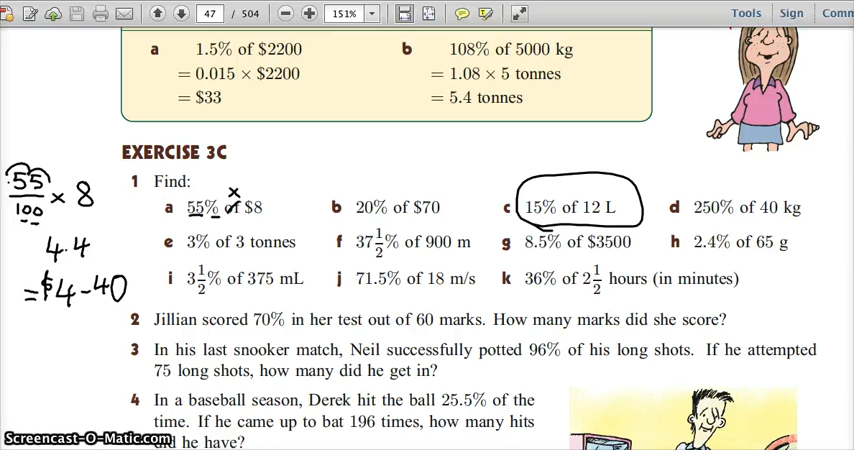 47 / 504 151% Tools Sign Comm
a 1.5% of $2200 b 108% of 5000 kg
= 0.015 × $2200 = 1.08 × 5 tonnes
= $33 = 5.4 tonnes
EXERCISE 3C
1 Find:
a 55% of $8 b 20% of $70 c 15% of 12 L d 250% of 40 kg
e 3% of 3 tonnes f 37 1/2% of 900 m g 8.5% of $3500 h 2.4% of 65 g
i 3 1/2% of 375 mL j 71.5% of 18 m/s k 36% of 2 1/2 hours (in minutes)
×
55/100 × 8
4.4
= $4-40
2 Jillian scored 70% in her test out of 60 marks. How many marks did she score?
3 In his last snooker match, Neil successfully potted 96% of his long shots. If he attempted
75 long shots, how many did he get in?
4 In a baseball season, Derek hit the ball 25.5% of the
time. If he came up to bat 196 times, how many hits
did he have?
Screencast-O-Matic.com